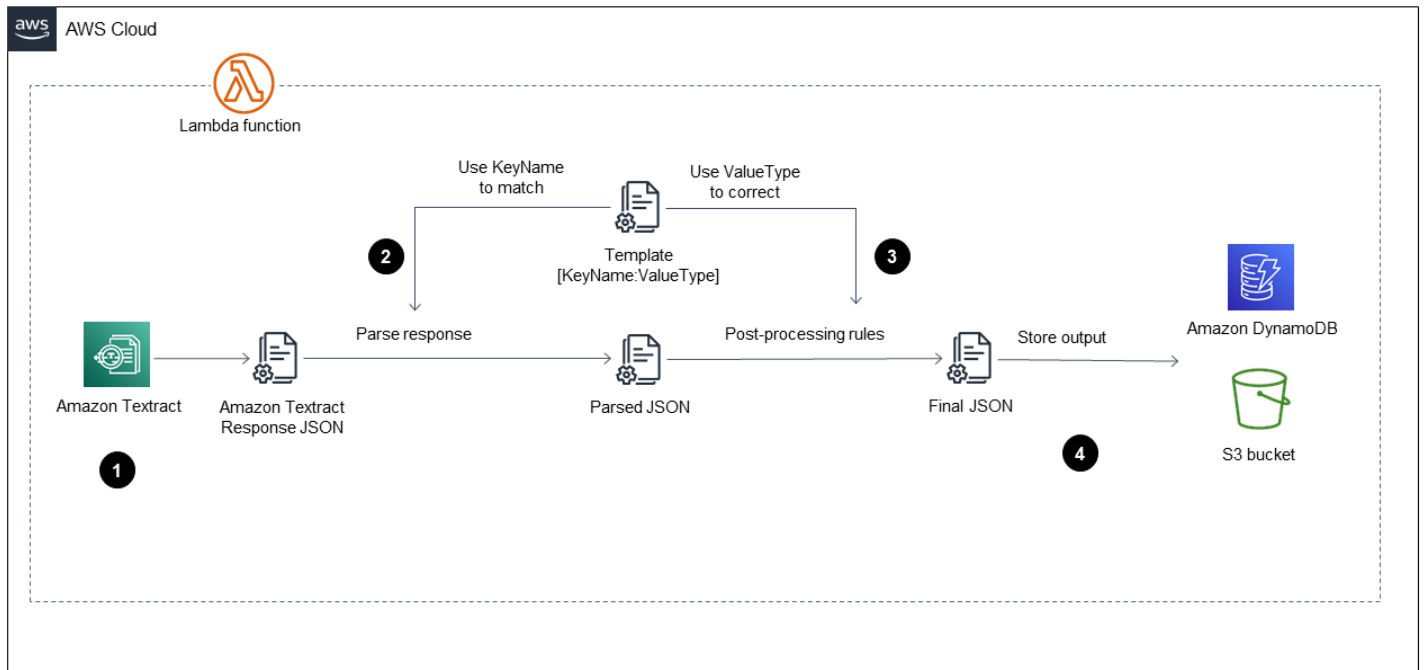 aws
AWS Cloud
Lambda function
Use KeyName
to match
Use ValueType
to correct
2
Template
[KeyName:ValueType]
3
Parse response
Post-processing rules
Store output
Amazon DynamoDB
Amazon Textract
Amazon Textract
Response JSON
Parsed JSON
Final JSON
1
4
S3 bucket